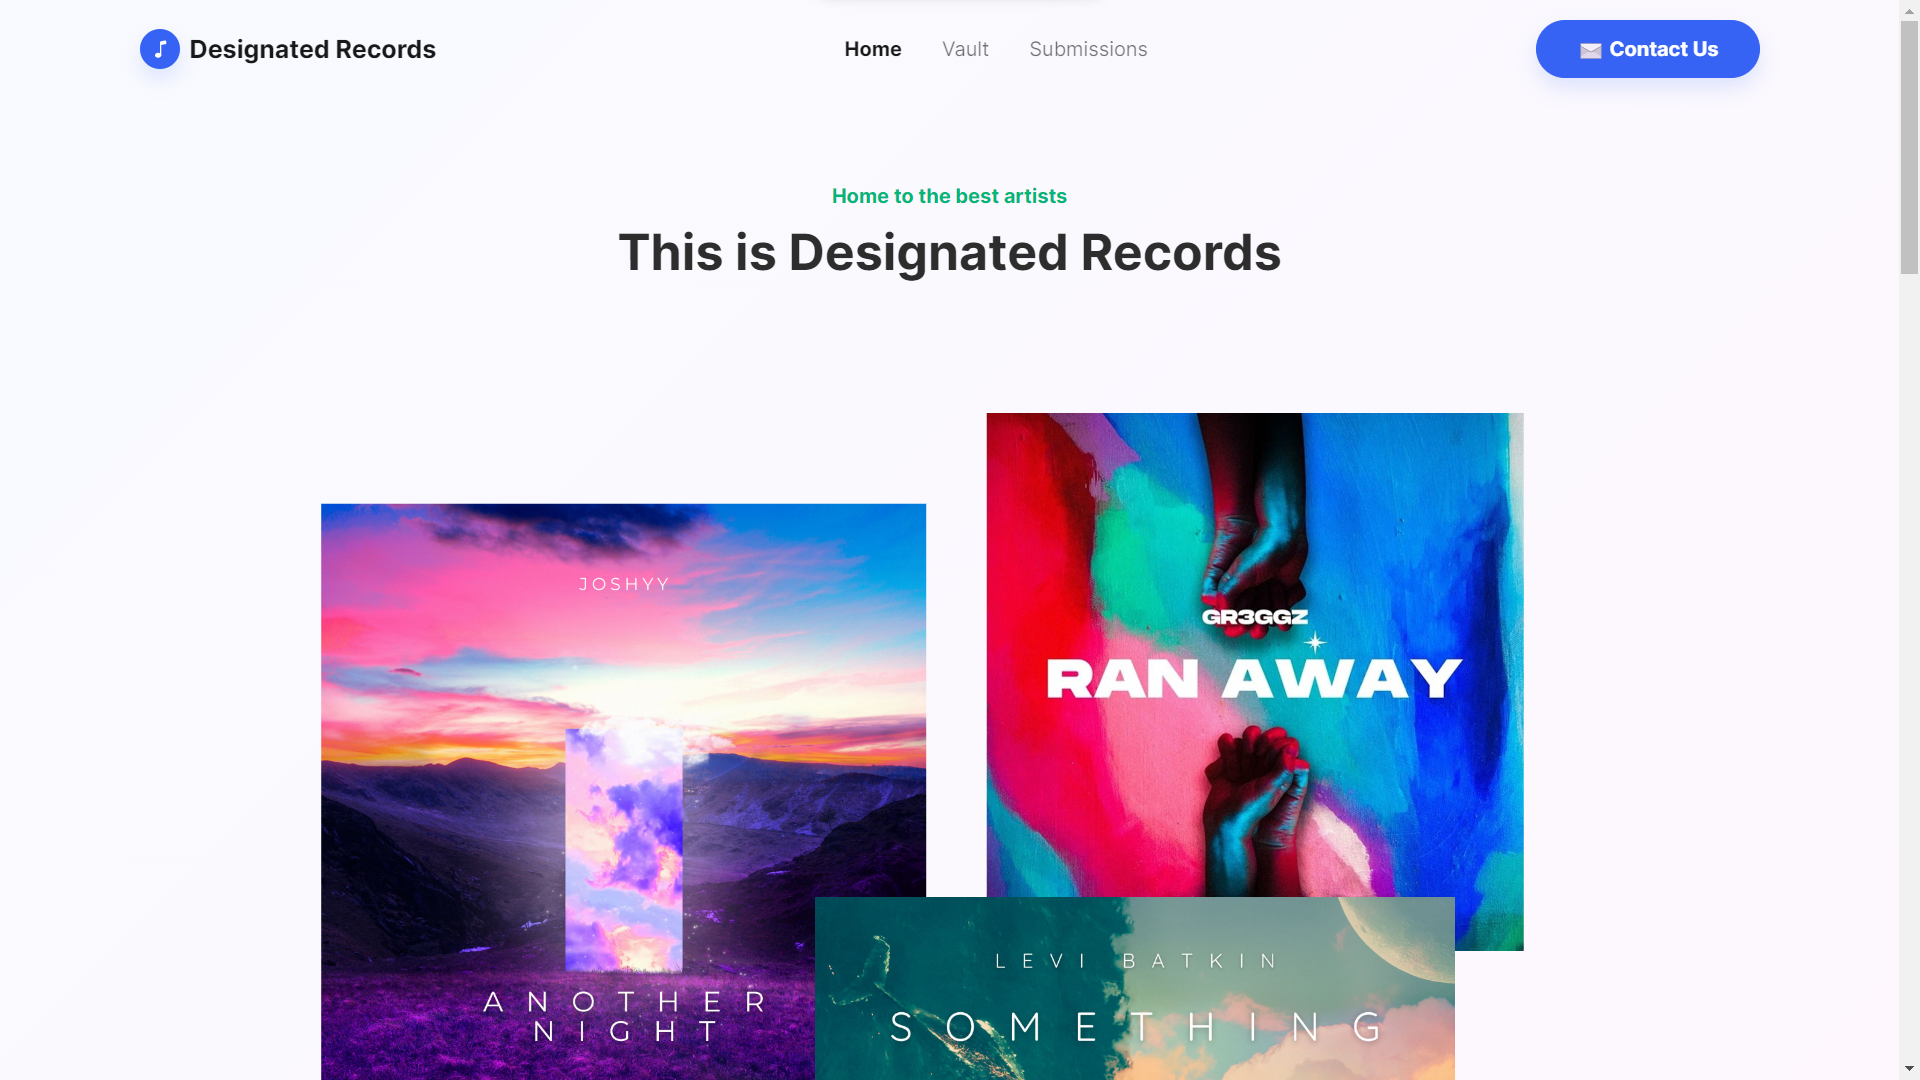 Designated Records
Home
Vault
Submissions
Contact Us
Home to the best artists
This is Designated Records
JOSHYY
ANOTHER
NIGHT
GR3GGZ
RAN AWAY
LEVI BATKIN
SOMETHING